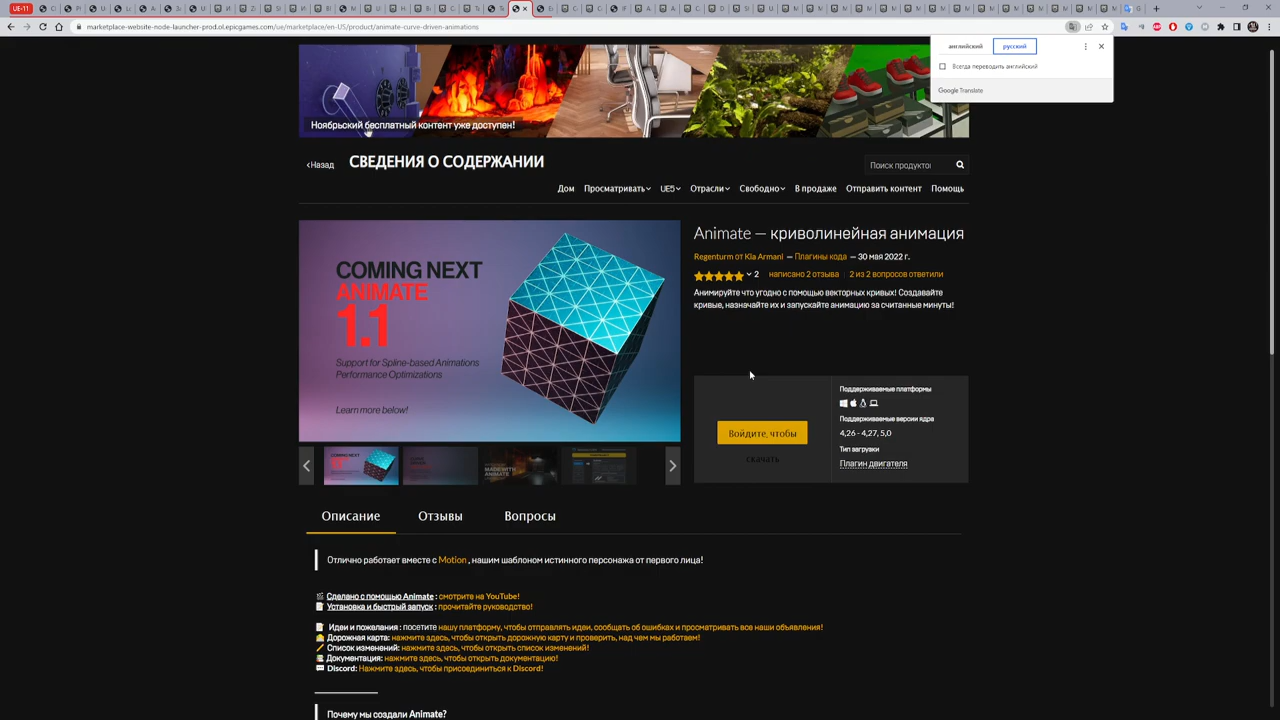 UE-11
marketplace-website-node-launcher-prod.ol.epicgames.com/ue/marketplace/en-US/product/animate-curve-driven-animations
английский
русский
Всегда переводить английский
Google Translate
Ноябрьский бесплатный контент уже доступен!
Назад
СВЕДЕНИЯ О СОДЕРЖАНИИ
Поиск продукто
Дом
Просматривать
UE5
Отрасли
Свободно
В продаже
Отправить контент
Помощь
COMING NEXT
ANIMATE
1.1
Support for Spline-based Animations
Performance Optimizations
Learn more below!
Animate — криволинейная анимация
Regenturm от Kia Armani — Плагины кода — 30 мая 2022 г.
2 написано 2 отзыва 2 из 2 вопросов ответили
Анимируйте что угодно с помощью векторных кривых! Создавайте
кривые, назначайте их и запускайте анимацию за считанные минуты!
Войдите, чтобы
скачать
Поддерживаемые платформы
Поддерживаемые версии ядра
4,26 - 4,27, 5,0
Тип загрузки
Плагин двигателя
Описание
Отзывы
Вопросы
Отлично работает вместе с Motion , нашим шаблоном истинного персонажа от первого лица!
Сделано с помощью Animate : смотрите на YouTube!
Установка и быстрый запуск : прочитайте руководство!
Идеи и пожелания : посетите нашу платформу, чтобы отправлять идеи, сообщать об ошибках и просматривать все наши объявления!
Дорожная карта: нажмите здесь, чтобы открыть дорожную карту и проверить, над чем мы работаем!
Список изменений: нажмите здесь, чтобы открыть список изменений!
Документация: нажмите здесь, чтобы открыть документацию!
Discord: Нажмите здесь, чтобы присоединиться к Discord!
Почему мы создали Animate?